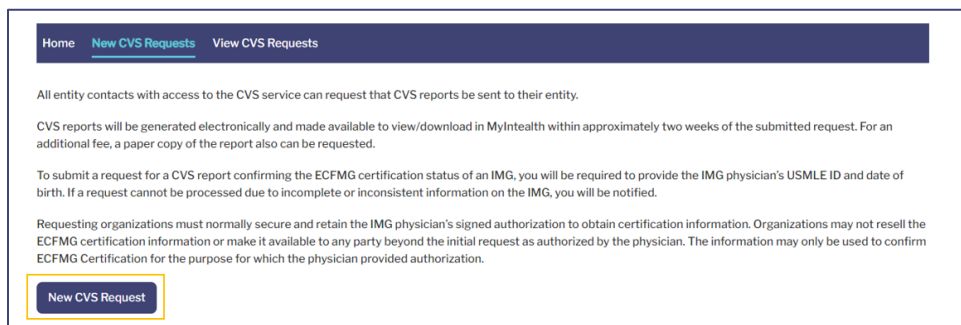 Home New CVS Requests View CVS Requests
All entity contacts with access to the CVS service can request that CVS reports be sent to their entity.
CVS reports will be generated electronically and made available to view/download in MyIntealth within approximately two weeks of the submitted request. For an
additional fee, a paper copy of the report also can be requested.
To submit a request for a CVS report confirming the ECFMG certification status of an IMG, you will be required to provide the IMG physician's USMLE ID and date of
birth. If a request cannot be processed due to incomplete or inconsistent information on the IMG, you will be notified.
Requesting organizations must normally secure and retain the IMG physician's signed authorization to obtain certification information. Organizations may not resell the
ECFMG certification information or make it available to any party beyond the initial request as authorized by the physician. The information may only be used to confirm
ECFMG Certification for the purpose for which the physician provided authorization.
New CVS Request